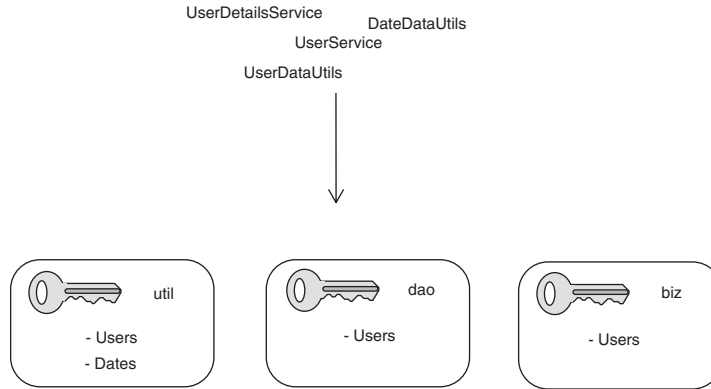 UserDetailsService
DateDataUtils
UserService
UserDataUtils
util
- Users
- Dates
dao
- Users
biz
- Users